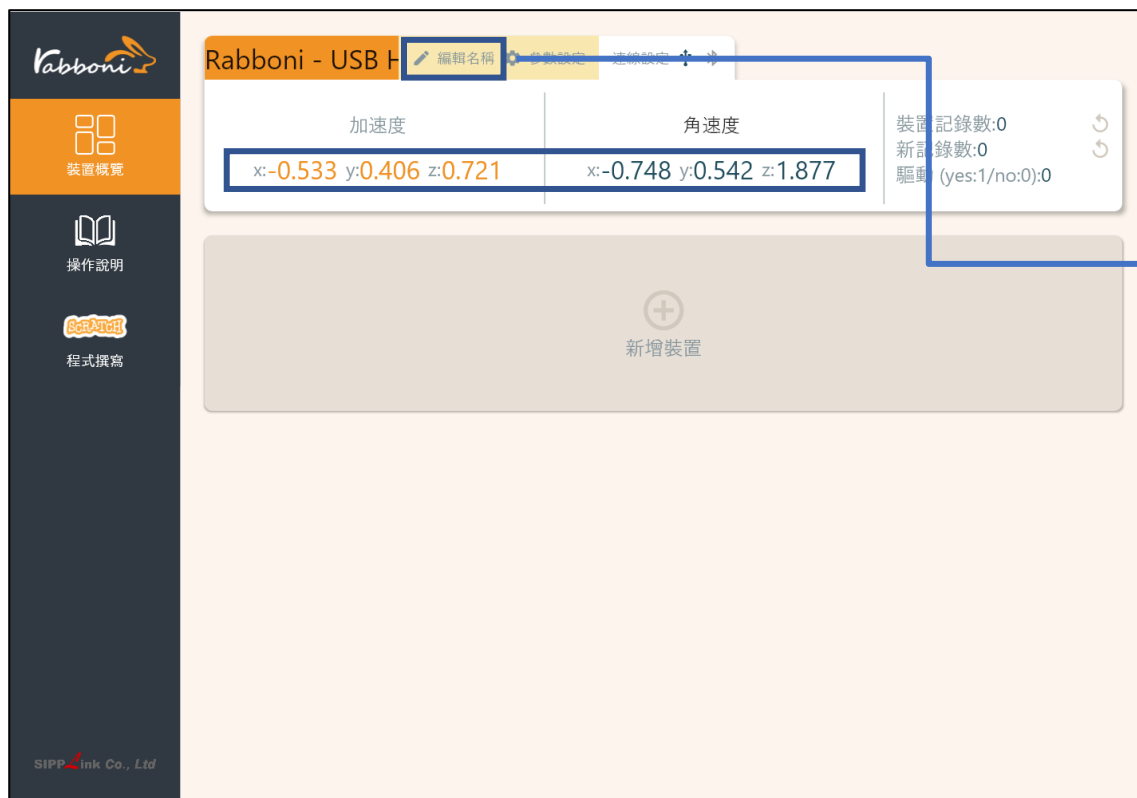 rabboni
Rabboni - USB H 編輯名稱 參數設定 連線設定
裝置概覽
操作說明
SCRATCH
程式撰寫
加速度
x:-0.533 y:0.406 z:0.721
角速度
x:-0.748 y:0.542 z:1.877
裝置記錄數:0
新記錄數:0
驅動 (yes:1/no:0):0
新增裝置
SIPPLink Co., Ltd